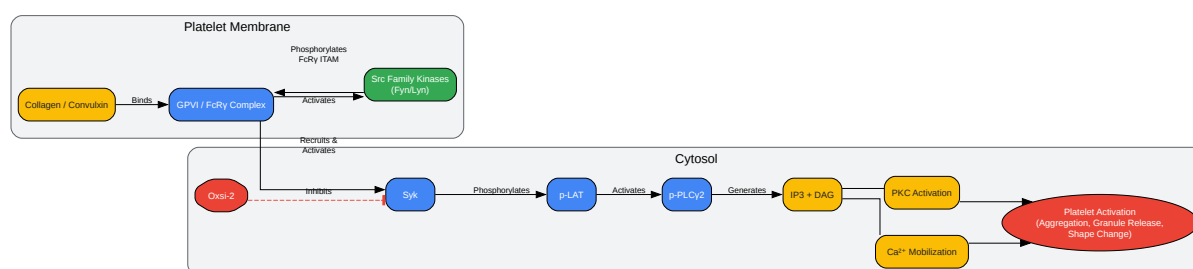 Platelet Membrane
Phosphorylates
FcRγ ITAM
Src Family Kinases
(Fyn/Lyn)
Collagen / Convulxin
Binds
GPVI / FcRγ Complex
Activates
Recruits &
Activates
Cytosol
Oxsi-2
Inhibits
Syk
Phosphorylates
p-LAT
Activates
p-PLCγ2
Generates
IP3 + DAG
PKC Activation
Ca²⁺ Mobilization
Platelet Activation
(Aggregation, Granule Release,
Shape Change)